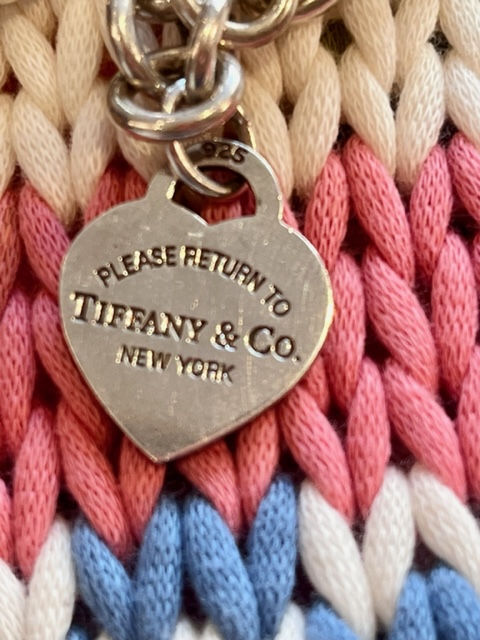 925
PLEASE RETURN TO
TIFFANY & CO.
NEW YORK